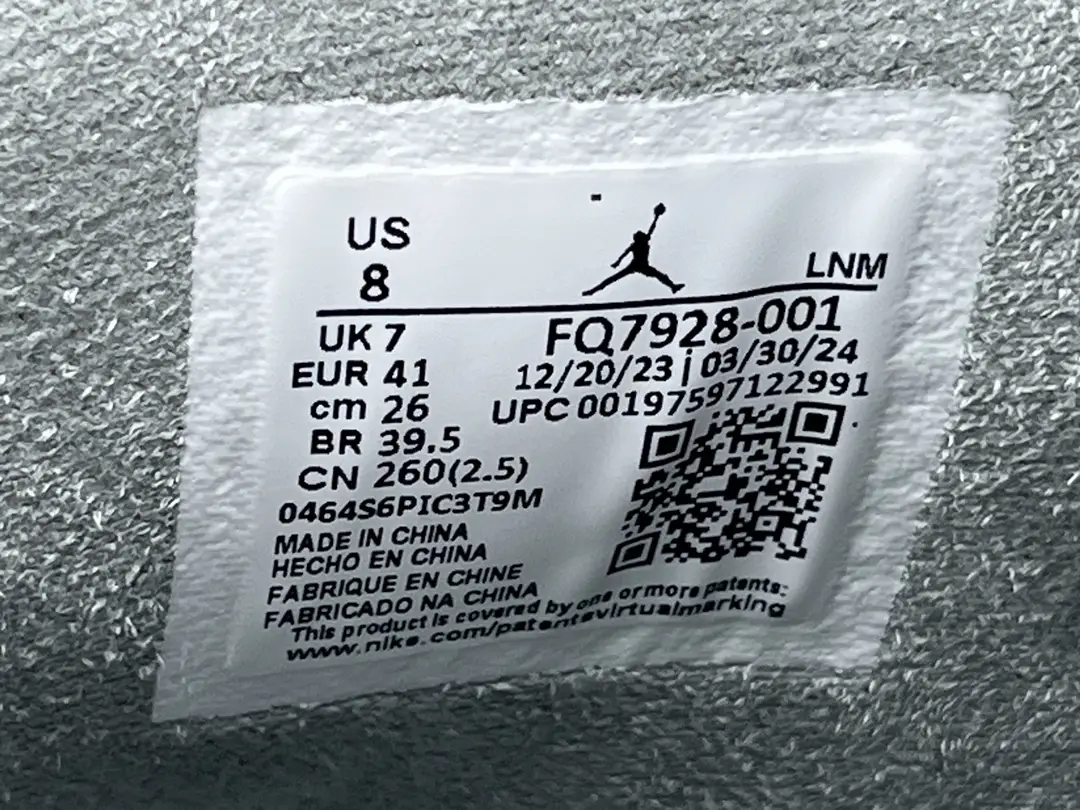 US
8
LNM
UK 7
EUR 41
cm 26
BR 39.5
CN 260(2.5)
0464S6PIC3T9M
FQ7928-001
12/20/23 | 03/30/24
UPC 00197597122991
MADE IN CHINA
HECHO EN CHINA
FABRIQUE EN CHINE
FABRICADO NA CHINA
This product is covered by one or more patents:
www.nike.com/patentsvirtualmarking